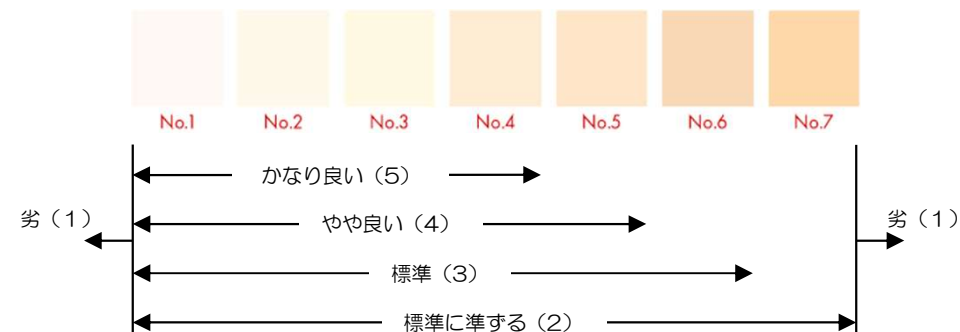 No.1 No.2 No.3 No.4 No.5 No.6 No.7
かなり良い（5）
劣（1） やや良い（4） 劣（1）
標準（3）
標準に準ずる（2）